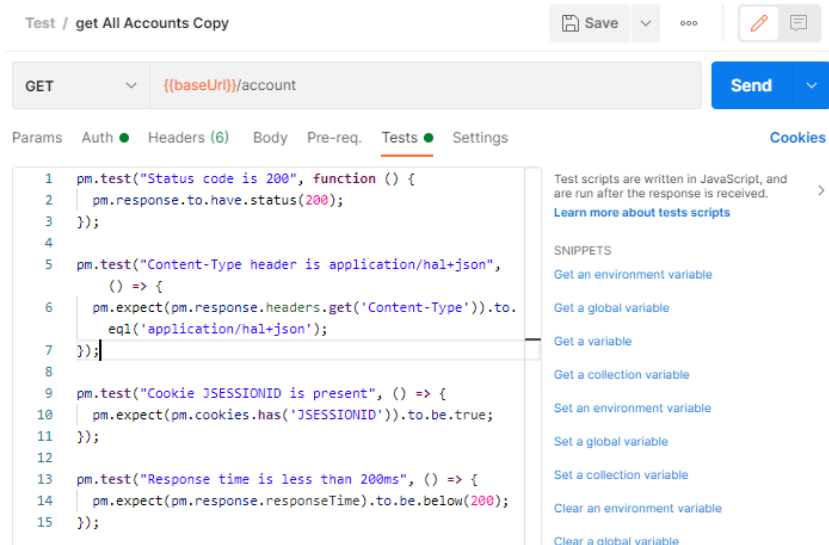 Test / get All Accounts Copy
Save
GET
{{baseUrl}}/account
Send
Params Auth Headers (6) Body Pre-req. Tests Settings Cookies
1 pm.test("Status code is 200", function () {
2 pm.response.to.have.status(200);
3 });
4
5 pm.test("Content-Type header is application/hal+json",
() => {
6 pm.expect(pm.response.headers.get('Content-Type')).to.
eql('application/hal+json');
7 });
8
9 pm.test("Cookie JSESSIONID is present", () => {
10 pm.expect(pm.cookies.has('JSESSIONID')).to.be.true;
11 });
12
13 pm.test("Response time is less than 200ms", () => {
14 pm.expect(pm.response.responseTime).to.be.below(200);
15 });
Test scripts are written in JavaScript, and
are run after the response is received.
Learn more about tests scripts
SNIPPETS
Get an environment variable
Get a global variable
Get a variable
Get a collection variable
Set an environment variable
Set a global variable
Set a collection variable
Clear an environment variable
Clear a global variable